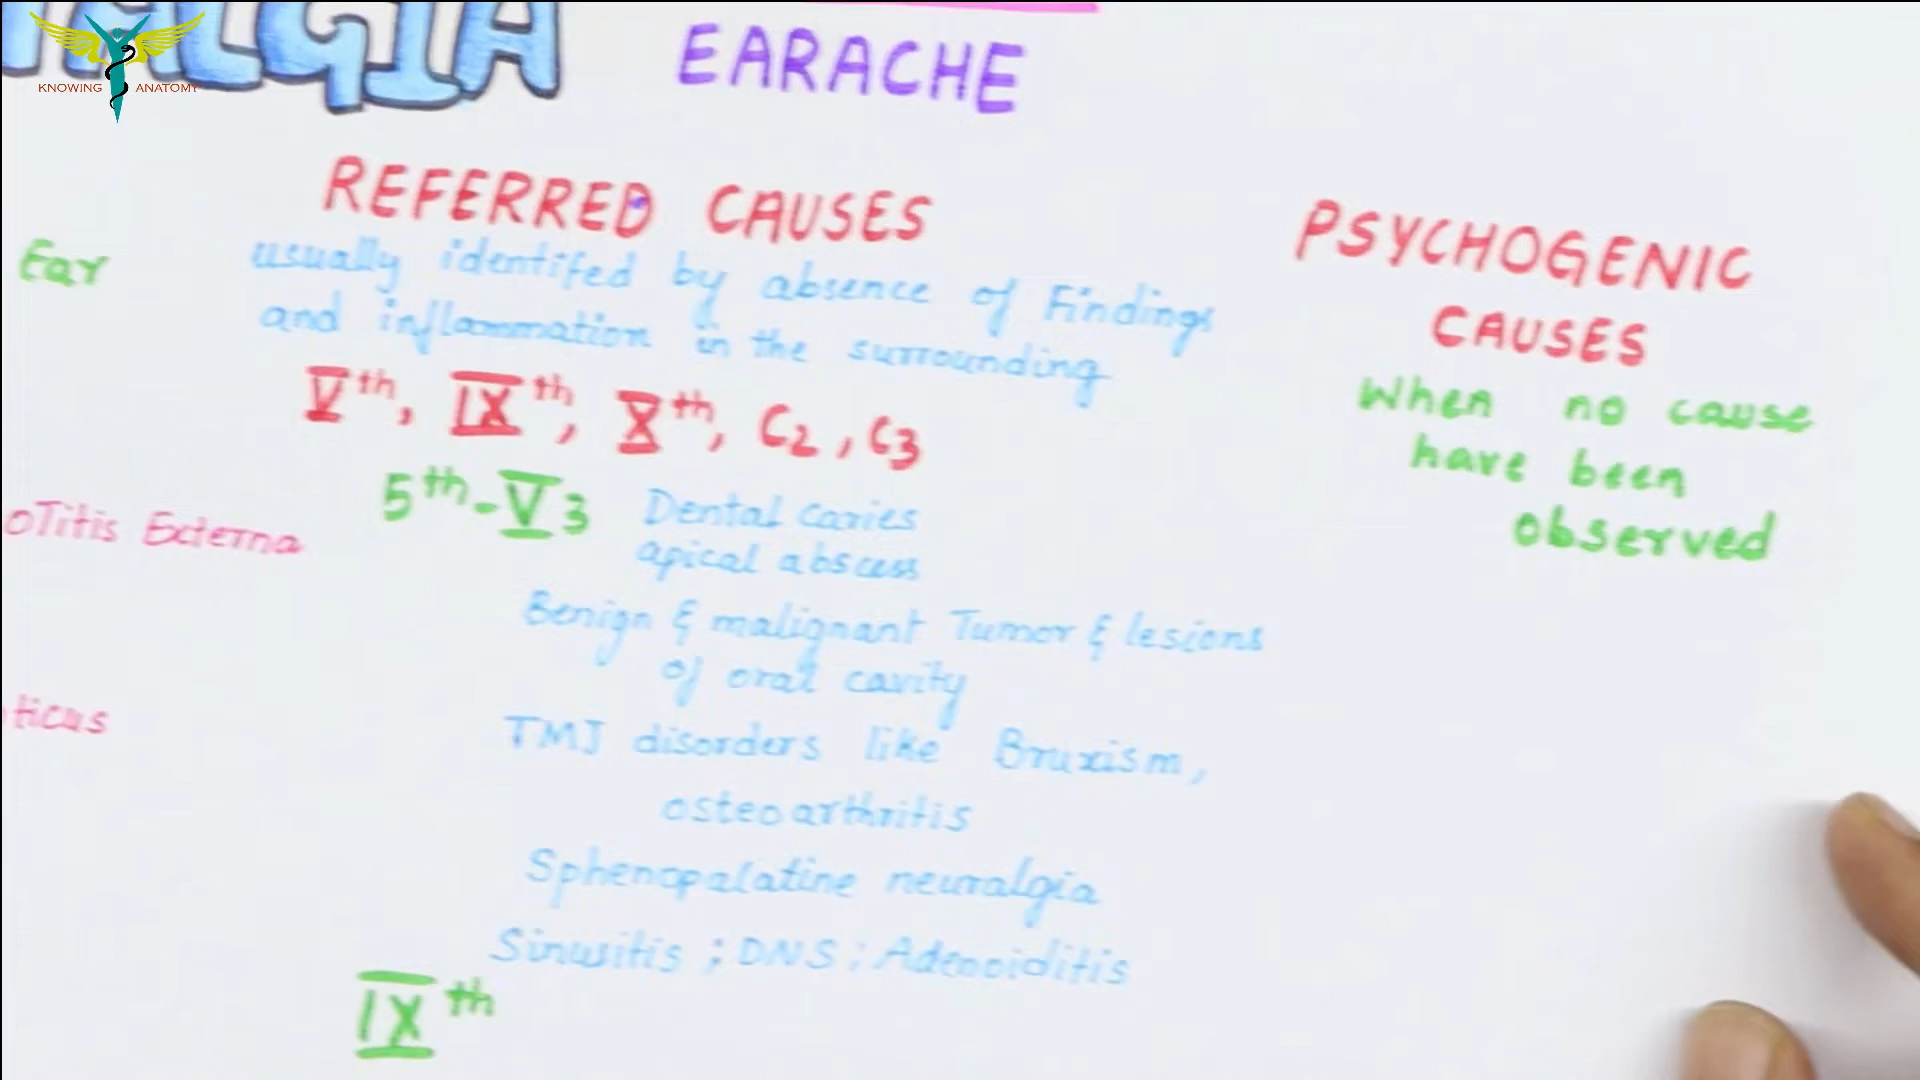 ALGIA
EARACHE
KNOWING ANATOMY
REFERRED CAUSES
usually identifed by absence of Findings
and inflammation in the surrounding
Vth, IXth, Xth, C2, C3
5th-V3 Dental caries
apical abscess
Benign & malignant Tumor & lesions
of oral cavity
TMJ disorders like Bruxism,
osteoarthritis
Sphenopalatine neuralgia
Sinusitis ; DNS ; Adenoiditis
IXth
PSYCHOGENIC
CAUSES
When no cause
have been
observed
Ear
oTitis Externa
ticus